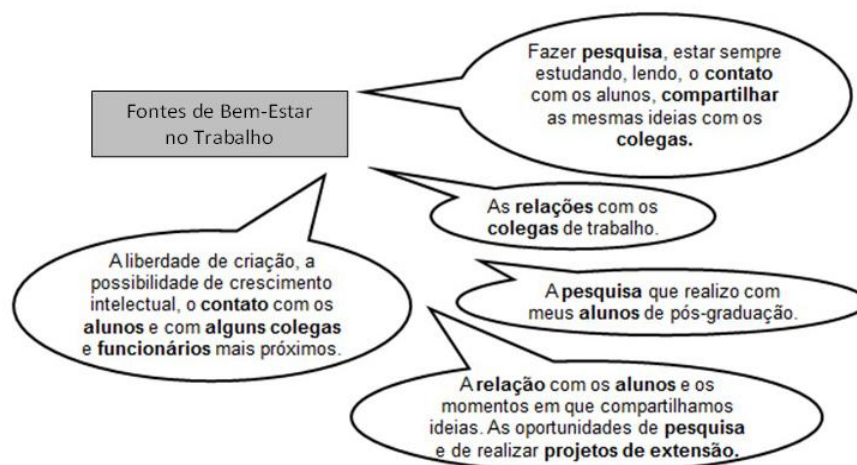 Fontes de Bem-Estar
no Trabalho
Fazer pesquisa, estar sempre
estudando, lendo, o contato
com os alunos, compartilhar
as mesmas ideias com os
colegas.
As relações com os
colegas de trabalho.
A liberdade de criação, a
possibilidade de crescimento
intelectual, o contato com os
alunos e com alguns colegas
e funcionários mais próximos.
A pesquisa que realizo com
meus alunos de pós-graduação.
A relação com os alunos e os
momentos em que compartilhamos
ideias. As oportunidades de pesquisa
e de realizar projetos de extensão.